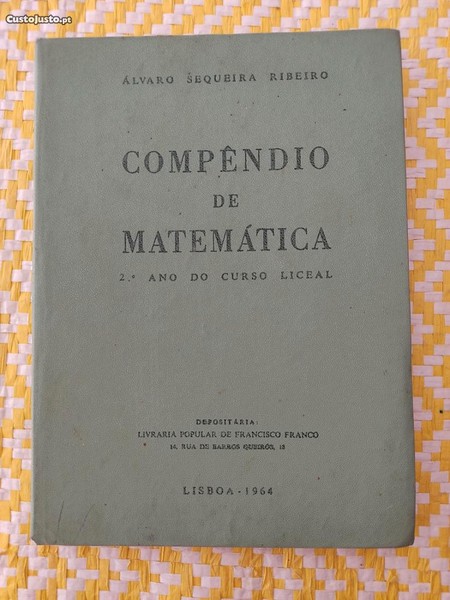 CustoJusto.pt
ÁLVARO SEQUEIRA RIBEIRO
COMPÊNDIO
DE
MATEMÁTICA
2.º ANO DO CURSO LICEAL
DEPOSITÁRIA:
LIVRARIA POPULAR DE FRANCISCO FRANCO
14, RUA DE BARROS QUEIRÓS, 18
LISBOA - 1964